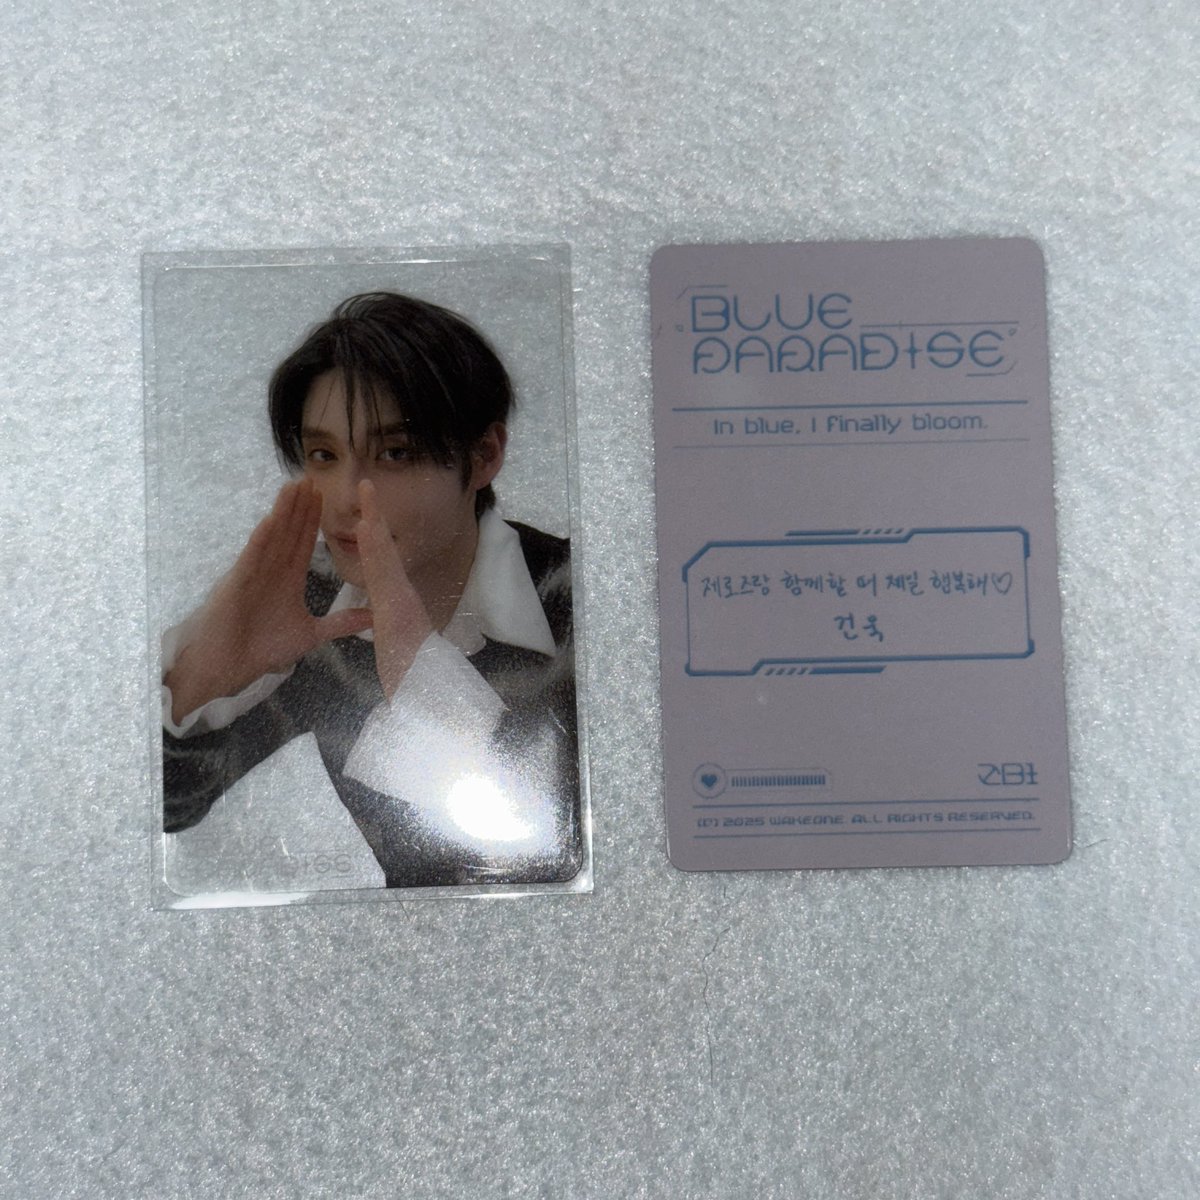 BLUE
PARADISE
In blue, I finally bloom.
제로즈랑 함께할 때 제일 행복해♡
건욱
ZB1
(C) 2025 WAKEONE ALL RIGHTS RESERVED.